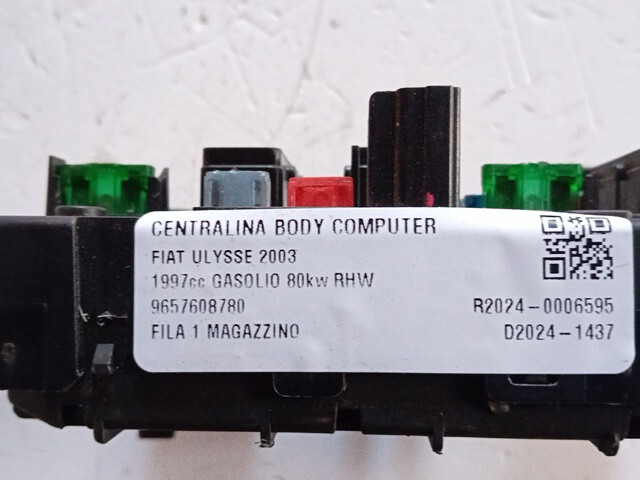 CENTRALINA BODY COMPUTER
FIAT ULYSSE 2003
1997cc GASOLIO 80kw RHW
9657608780
R2024-0006595
FILA 1 MAGAZZINO
D2024-1437